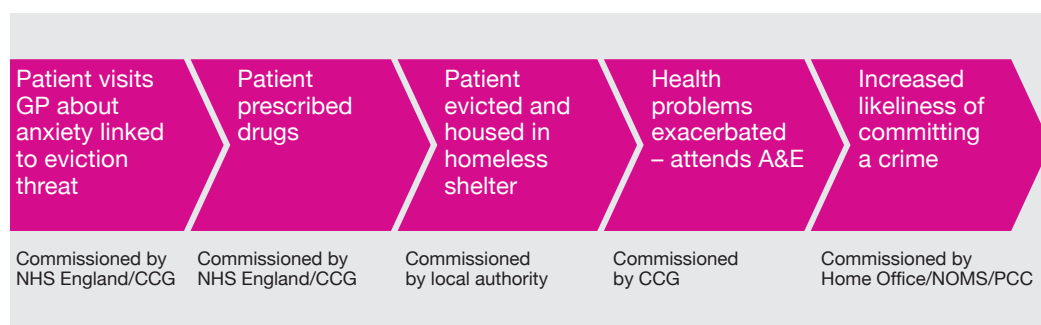 Patient visits
GP about
anxiety linked
to eviction
threat
Patient
prescribed
drugs
Patient
evicted and
housed in
homeless
shelter
Health
problems
exacerbated
– attends A&E
Increased
likeliness of
committing
a crime
Commissioned by
NHS England/CCG
Commissioned by
NHS England/CCG
Commissioned
by local authority
Commissioned
by CCG
Commissioned by
Home Office/NOMS/PCC